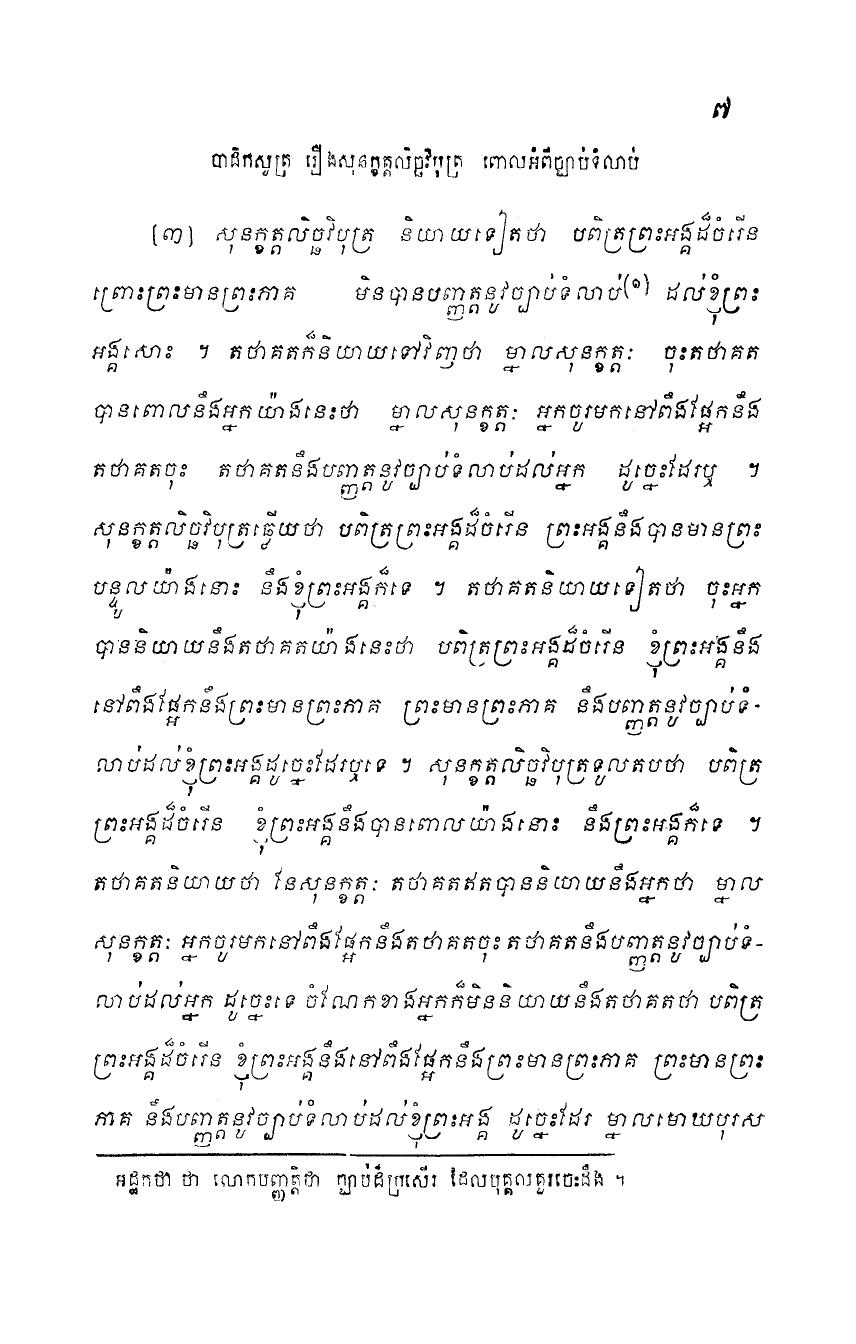 ៧
បាដិកសូត្រ រឿងសុនក្ខត្តលិច្ឆវិបុត្រ ពោលអំពីច្បាប់ទំលាប់
[៣] សុនក្ខត្តលិច្ឆវិបុត្រ និយាយទៀតថា បពិត្រព្រះអង្គដ៏ចំរើន
ព្រោះព្រះមានព្រះភាគ មិនបានបញ្ញត្តនូវច្បាប់ទំលាប់(១) ដល់ខ្ញុំព្រះ
អង្គសោះ ។ តថាគតក៏និយាយទៅវិញថា ម្នាលសុនក្ខត្តៈ ចុះតថាគត
បានពោលនឹងអ្នកយ៉ាងនេះថា ម្នាលសុនក្ខត្តៈ អ្នកចូរមកនៅពឹងផ្អែកនឹង
តថាគតចុះ តថាគតនឹងបញ្ញត្តនូវច្បាប់ទំលាប់ដល់អ្នក ដូច្នេះដែរឬ ។
សុនក្ខត្តលិច្ឆវិបុត្រធ្វើយថា បពិត្រព្រះអង្គដ៏ចំរើន ព្រះអង្គនឹងបានមានព្រះ
បន្ទូលយ៉ាងនោះ នឹងខ្ញុំព្រះអង្គក៏ទេ ។ តថាគតនិយាយទៀតថា ចុះអ្នក
បាននិយាយនឹងតថាគតយ៉ាងនេះថា បពិត្រព្រះអង្គដ៏ចំរើន ខ្ញុំព្រះអង្គនឹង
នៅពឹងផ្អែកនឹងព្រះមានព្រះភាគ ព្រះមានព្រះភាគ នឹងបញ្ញត្តនូវច្បាប់ទំ-
លាប់ដល់ខ្ញុំព្រះអង្គដូច្នេះដែរឬទេ ។ សុនក្ខត្តលិច្ឆវិបុត្រទូលតបថា បពិត្រ
ព្រះអង្គដ៏ចំរើន ខ្ញុំព្រះអង្គនឹងបានពោលយ៉ាងនោះ នឹងព្រះអង្គក៏ទេ ។
តថាគតនិយាយថា នែសុនក្ខត្តៈ តថាគតឥតបាននិយាយនឹងអ្នកថា ម្នាល
សុនក្ខត្តៈ អ្នកចូរមកនៅពឹងផ្អែកនឹងតថាគតចុះ តថាគតនឹងបញ្ញត្តនូវច្បាប់ទំ-
លាប់ដល់អ្នក ដូច្នេះទេ ចំណែកខាងអ្នកក៏មិននិយាយនឹងតថាគតថា បពិត្រ
ព្រះអង្គដ៏ចំរើន ខ្ញុំព្រះអង្គនឹងនៅពឹងផ្អែកនឹងព្រះមានព្រះភាគ ព្រះមានព្រះ
ភាគ នឹងបញ្ញត្តនូវច្បាប់ទំលាប់ដល់ខ្ញុំព្រះអង្គ ដូច្នេះដែរ ម្នាលមោឃបុរស
អដ្ឋកថា ថា លោកបញ្ញត្តិថា ច្បាប់ដ៏ប្រសើរ ដែលបុគ្គលគួរចេះដឹង ។